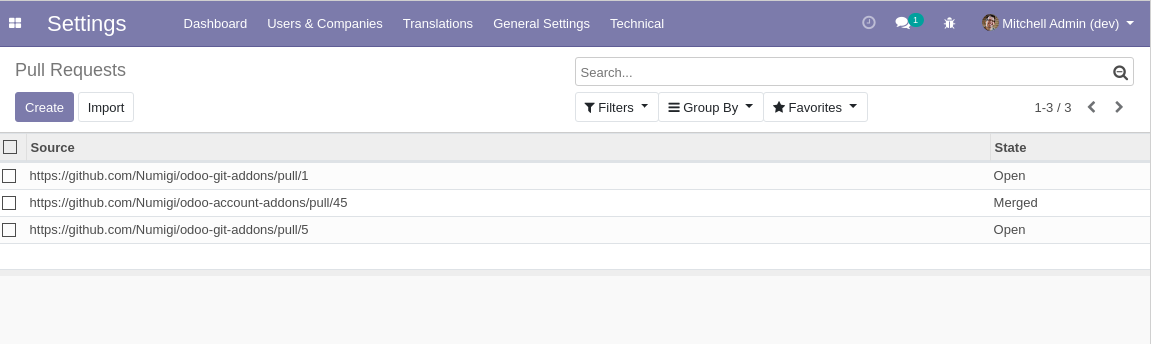 Settings Dashboard Users & Companies Translations General Settings Technical 1 Mitchell Admin (dev)
Pull Requests
Search...
Create Import Filters Group By Favorites 1-3 / 3
Source State
https://github.com/Numigi/odoo-git-addons/pull/1 Open
https://github.com/Numigi/odoo-account-addons/pull/45 Merged
https://github.com/Numigi/odoo-git-addons/pull/5 Open